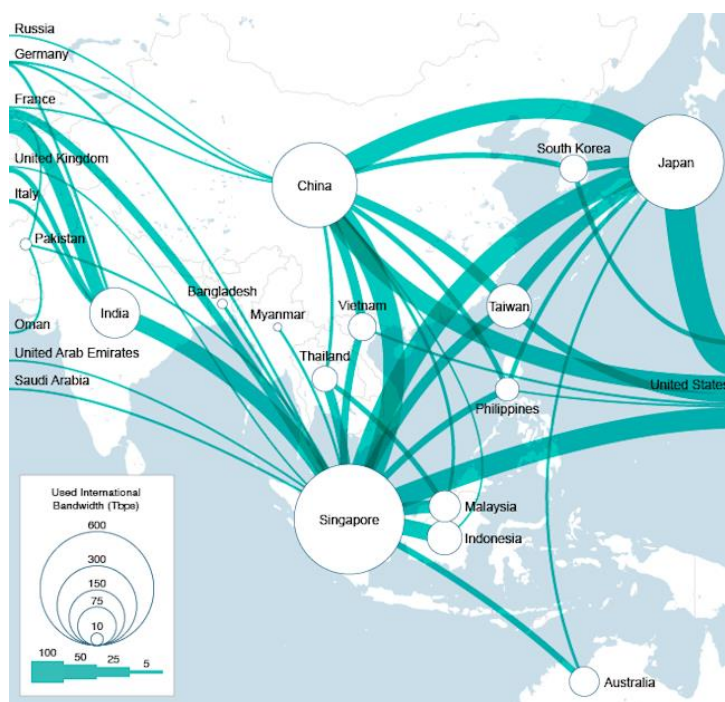 Russia
Germany
France
United Kingdom
Italy
Pakistan
Oman
United Arab Emirates
Saudi Arabia
India
Bangladesh
Myanmar
China
South Korea
Japan
Vietnam
Taiwan
Thailand
United States
Philippines
Singapore
Malaysia
Indonesia
Australia
Used International
Bandwidth (Tbps)
600
300
150
75
10
100
50
25
5